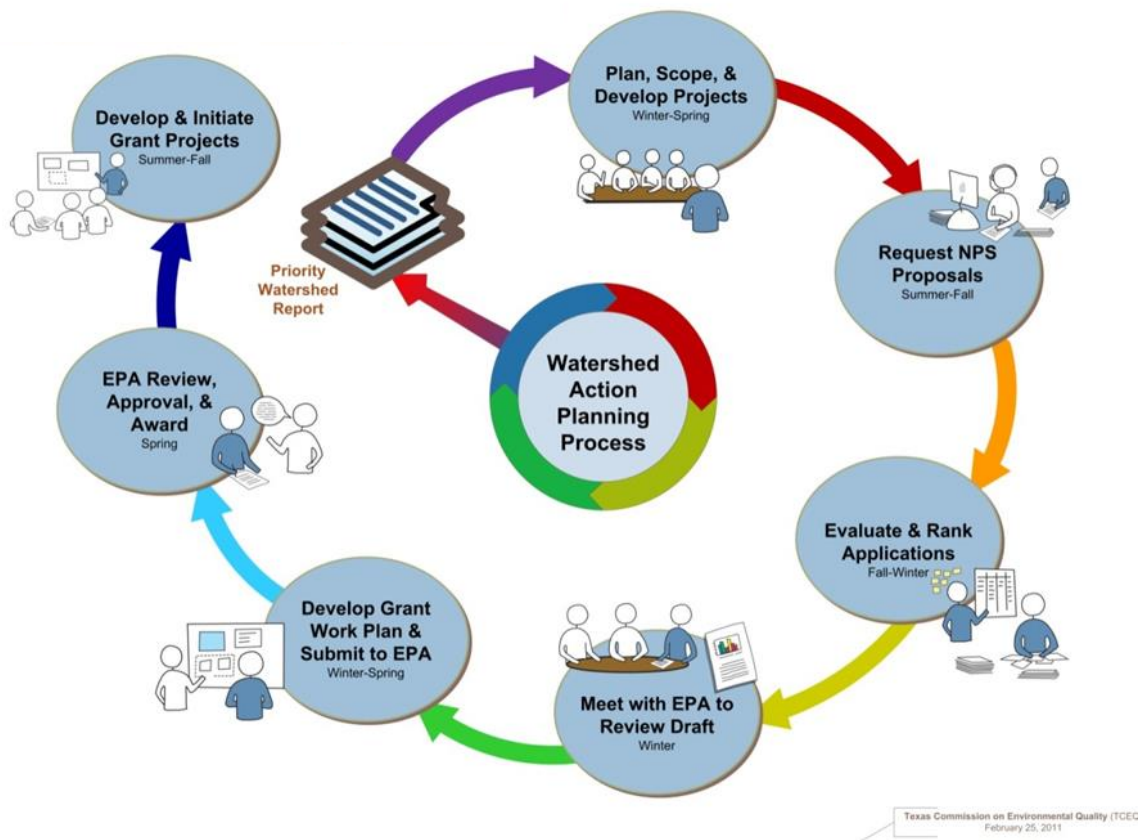 Plan, Scope, &
Develop Projects
Winter-Spring
Request NPS
Proposals
Summer-Fall
Evaluate & Rank
Applications
Fall-Winter
Meet with EPA to
Review Draft
Winter
Develop Grant
Work Plan &
Submit to EPA
Winter-Spring
EPA Review,
Approval, &
Award
Spring
Develop & Initiate
Grant Projects
Summer-Fall
Priority
Watershed
Report
Watershed
Action
Planning
Process
Texas Commission on Environmental Quality (TCEQ
February 25, 2011